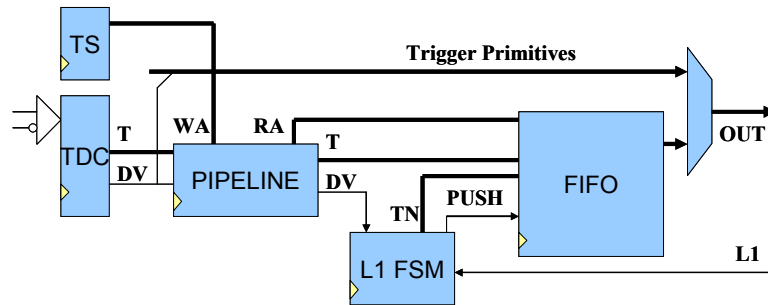 TS
Trigger Primitives
T
WA
RA
T
OUT
TDC
DV
PIPELINE
DV
FIFO
TN
PUSH
L1 FSM
L1